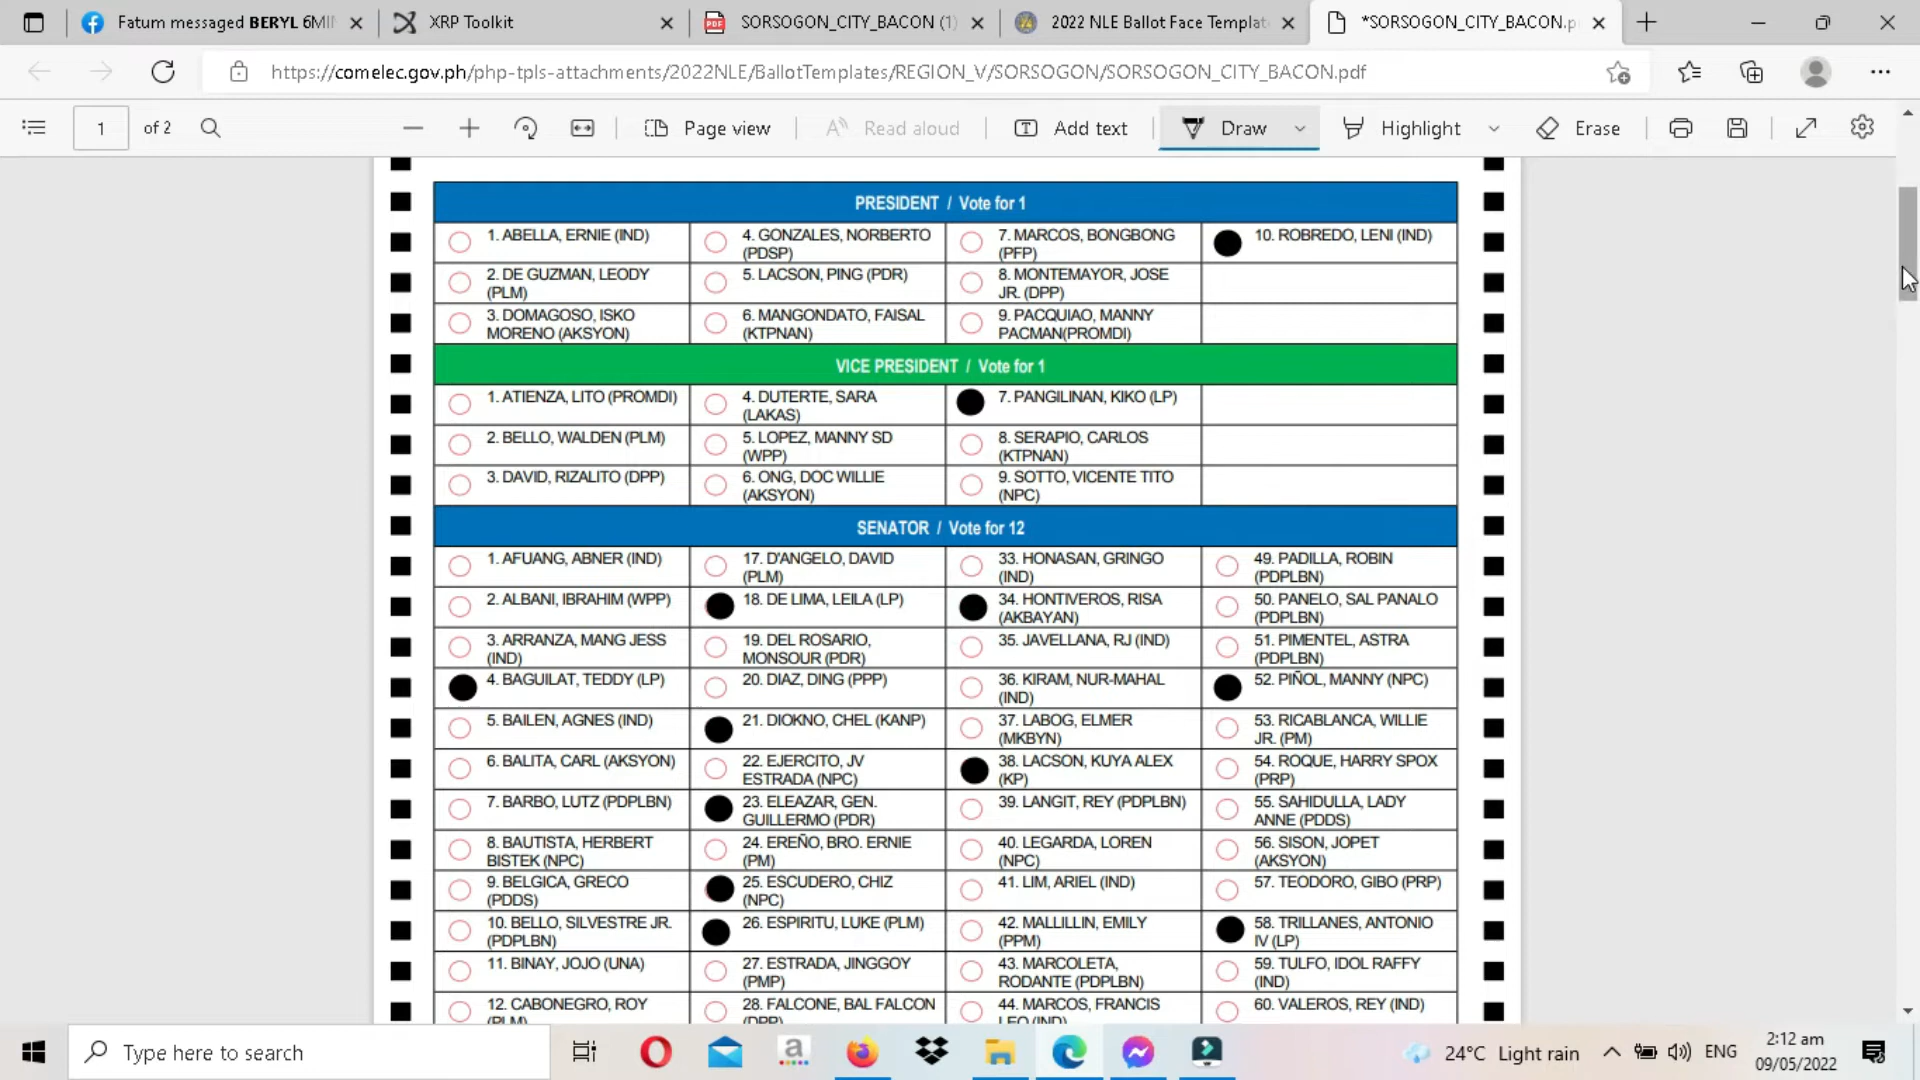 Fatum messaged BERYL 6MIN
XRP Toolkit
SORSOGON_CITY_BACON (1)
2022 NLE Ballot Face Templat
*SORSOGON_CITY_BACON.p
https://comelec.gov.ph/php-tpls-attachments/2022NLE/BallotTemplates/REGION_V/SORSOGON/SORSOGON_CITY_BACON.pdf
1 of 2
Page view
Read aloud
Add text
Draw
Highlight
Erase
PRESIDENT / Vote for 1
1. ABELLA, ERNIE (IND)
4. GONZALES, NORBERTO
(PDSP)
7. MARCOS, BONGBONG
(PFP)
10. ROBREDO, LENI (IND)
2. DE GUZMAN, LEODY
(PLM)
5. LACSON, PING (PDR)
8. MONTEMAYOR, JOSE
JR. (DPP)
3. DOMAGOSO, ISKO
MORENO (AKSYON)
6. MANGONDATO, FAISAL
(KTPNAN)
9. PACQUIAO, MANNY
PACMAN(PROMDI)
VICE PRESIDENT / Vote for 1
1. ATIENZA, LITO (PROMDI)
4. DUTERTE, SARA
(LAKAS)
7. PANGILINAN, KIKO (LP)
2. BELLO, WALDEN (PLM)
5. LOPEZ, MANNY SD
(WPP)
8. SERAPIO, CARLOS
(KTPNAN)
3. DAVID, RIZALITO (DPP)
6. ONG, DOC WILLIE
(AKSYON)
9. SOTTO, VICENTE TITO
(NPC)
SENATOR / Vote for 12
1. AFUANG, ABNER (IND)
17. D'ANGELO, DAVID
(PLM)
33. HONASAN, GRINGO
(IND)
49. PADILLA, ROBIN
(PDPLBN)
2. ALBANI, IBRAHIM (WPP)
18. DE LIMA, LEILA (LP)
34. HONTIVEROS, RISA
(AKBAYAN)
50. PANELO, SAL PANALO
(PDPLBN)
3. ARRANZA, MANG JESS
(IND)
19. DEL ROSARIO,
MONSOUR (PDR)
35. JAVELLANA, RJ (IND)
51. PIMENTEL, ASTRA
(PDPLBN)
4. BAGUILAT, TEDDY (LP)
20. DIAZ, DING (PPP)
36. KIRAM, NUR-MAHAL
(IND)
52. PIÑOL, MANNY (NPC)
5. BAILEN, AGNES (IND)
21. DIOKNO, CHEL (KANP)
37. LABOG, ELMER
(MKBYN)
53. RICABLANCA, WILLIE
JR. (PM)
6. BALITA, CARL (AKSYON)
22. EJERCITO, JV
ESTRADA (NPC)
38. LACSON, KUYA ALEX
(KP)
54. ROQUE, HARRY SPOX
(PRP)
7. BARBO, LUTZ (PDPLBN)
23. ELEAZAR, GEN.
GUILLERMO (PDR)
39. LANGIT, REY (PDPLBN)
55. SAHIDULLA, LADY
ANNE (PDDS)
8. BAUTISTA, HERBERT
BISTEK (NPC)
24. EREÑO, BRO. ERNIE
(PM)
40. LEGARDA, LOREN
(NPC)
56. SISON, JOPET
(AKSYON)
9. BELGICA, GRECO
(PDDS)
25. ESCUDERO, CHIZ
(NPC)
41. LIM, ARIEL (IND)
57. TEODORO, GIBO (PRP)
10. BELLO, SILVESTRE JR.
(PDPLBN)
26. ESPIRITU, LUKE (PLM)
42. MALLILLIN, EMILY
(PPM)
58. TRILLANES, ANTONIO
IV (LP)
11. BINAY, JOJO (UNA)
27. ESTRADA, JINGGOY
(PMP)
43. MARCOLETA,
RODANTE (PDPLBN)
59. TULFO, IDOL RAFFY
(IND)
12. CABONEGRO, ROY
(PLM)
28. FALCONE, BAL FALCON
(DPP)
44. MARCOS, FRANCIS
LEO (IND)
60. VALEROS, REY (IND)
Type here to search
24°C Light rain
ENG
2:12 am
09/05/2022